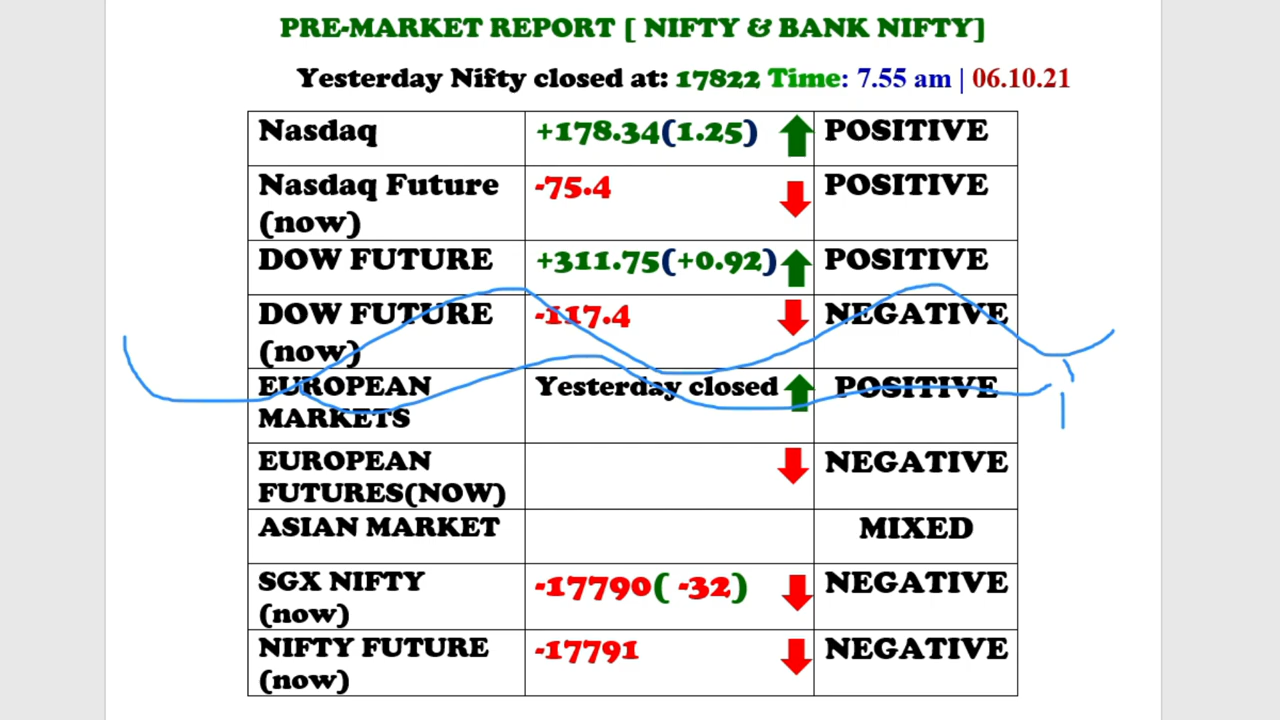 PRE-MARKET REPORT [ NIFTY & BANK NIFTY]
Yesterday Nifty closed at: 17822 Time: 7.55 am | 06.10.21
Nasdaq +178.34(1.25) POSITIVE
Nasdaq Future -75.4 POSITIVE
(now)
DOW FUTURE +311.75(+0.92) POSITIVE
DOW FUTURE -117.4 NEGATIVE
(now)
EUROPEAN Yesterday closed POSITIVE
MARKETS
EUROPEAN NEGATIVE
FUTURES(NOW)
ASIAN MARKET MIXED
SGX NIFTY -17790( -32) NEGATIVE
(now)
NIFTY FUTURE -17791 NEGATIVE
(now)